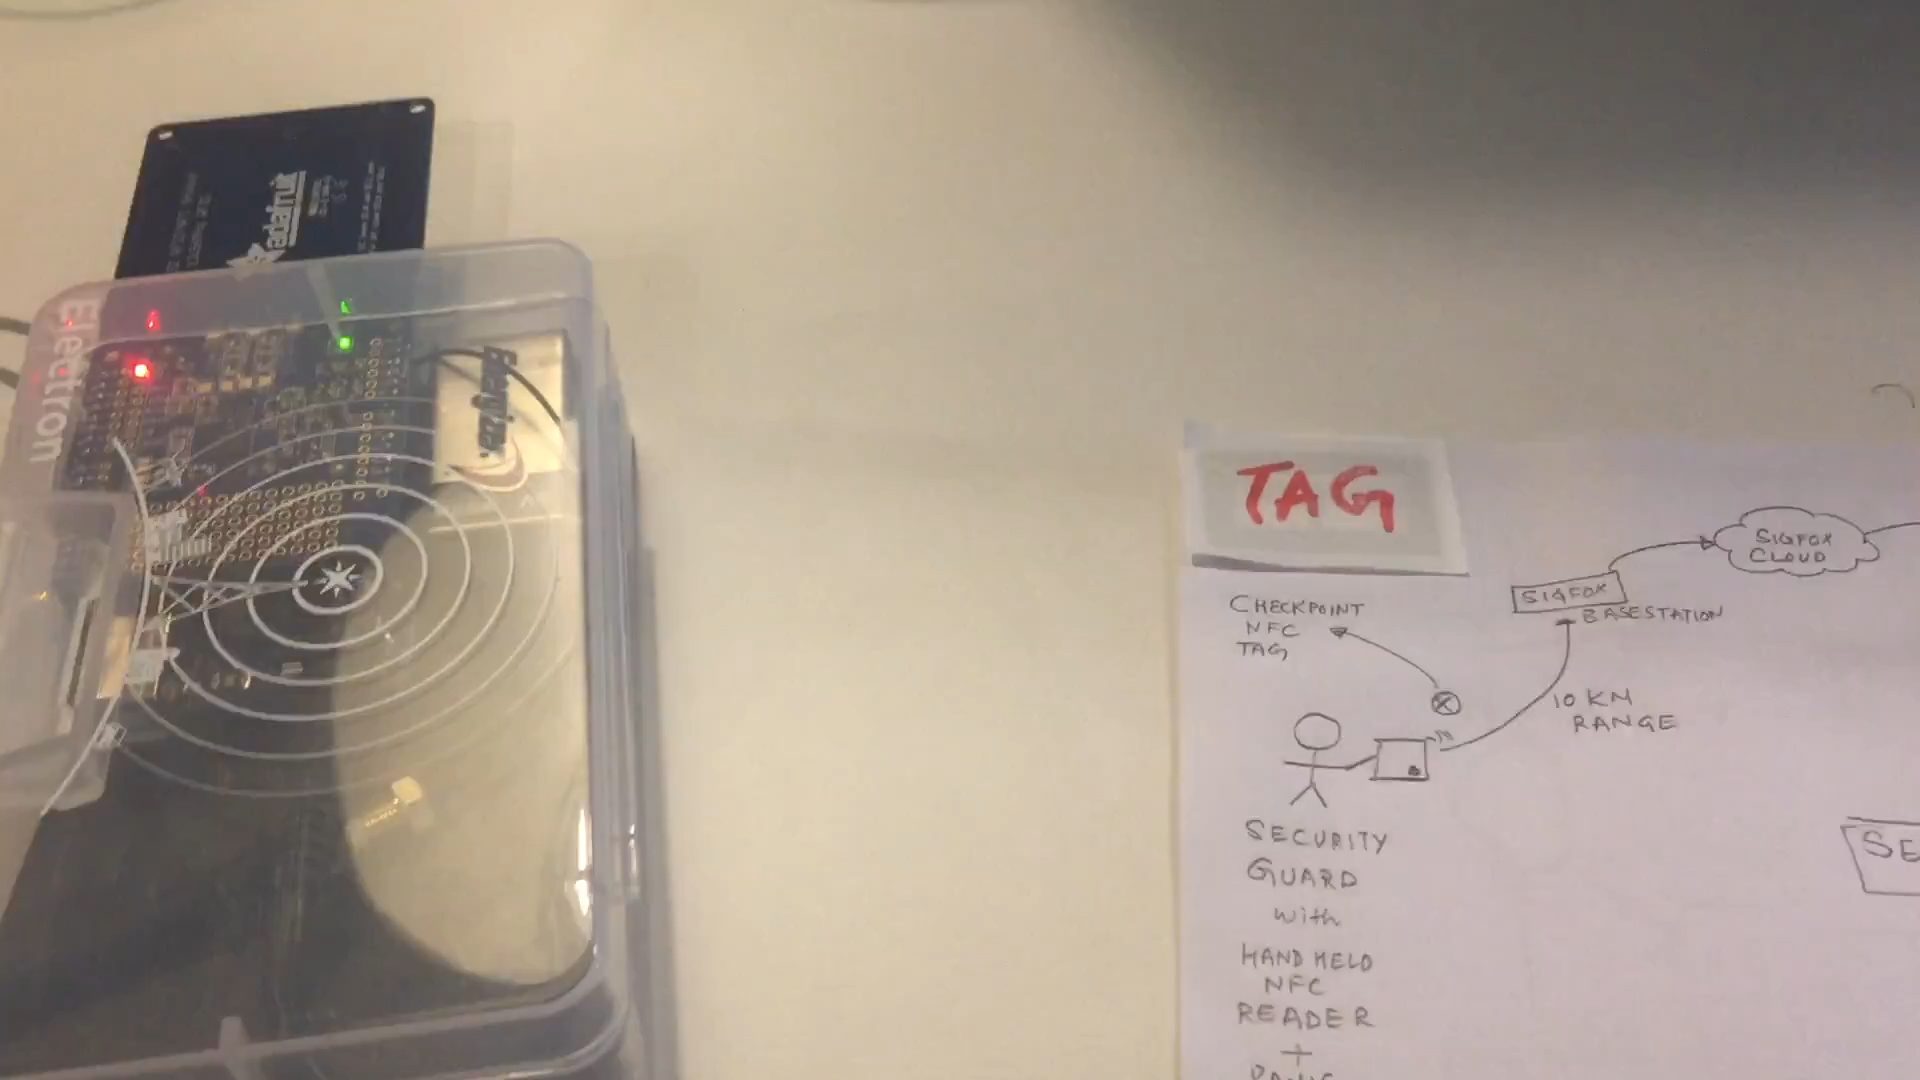 adafruit
Electron
Energizer
TAG
SIGFOX
CLOUD
SIGFOX
BASESTATION
CHECKPOINT
NFC
TAG
10 KM
RANGE
SECURITY
GUARD
with
HAND HELD
NFC
READER
+
SE